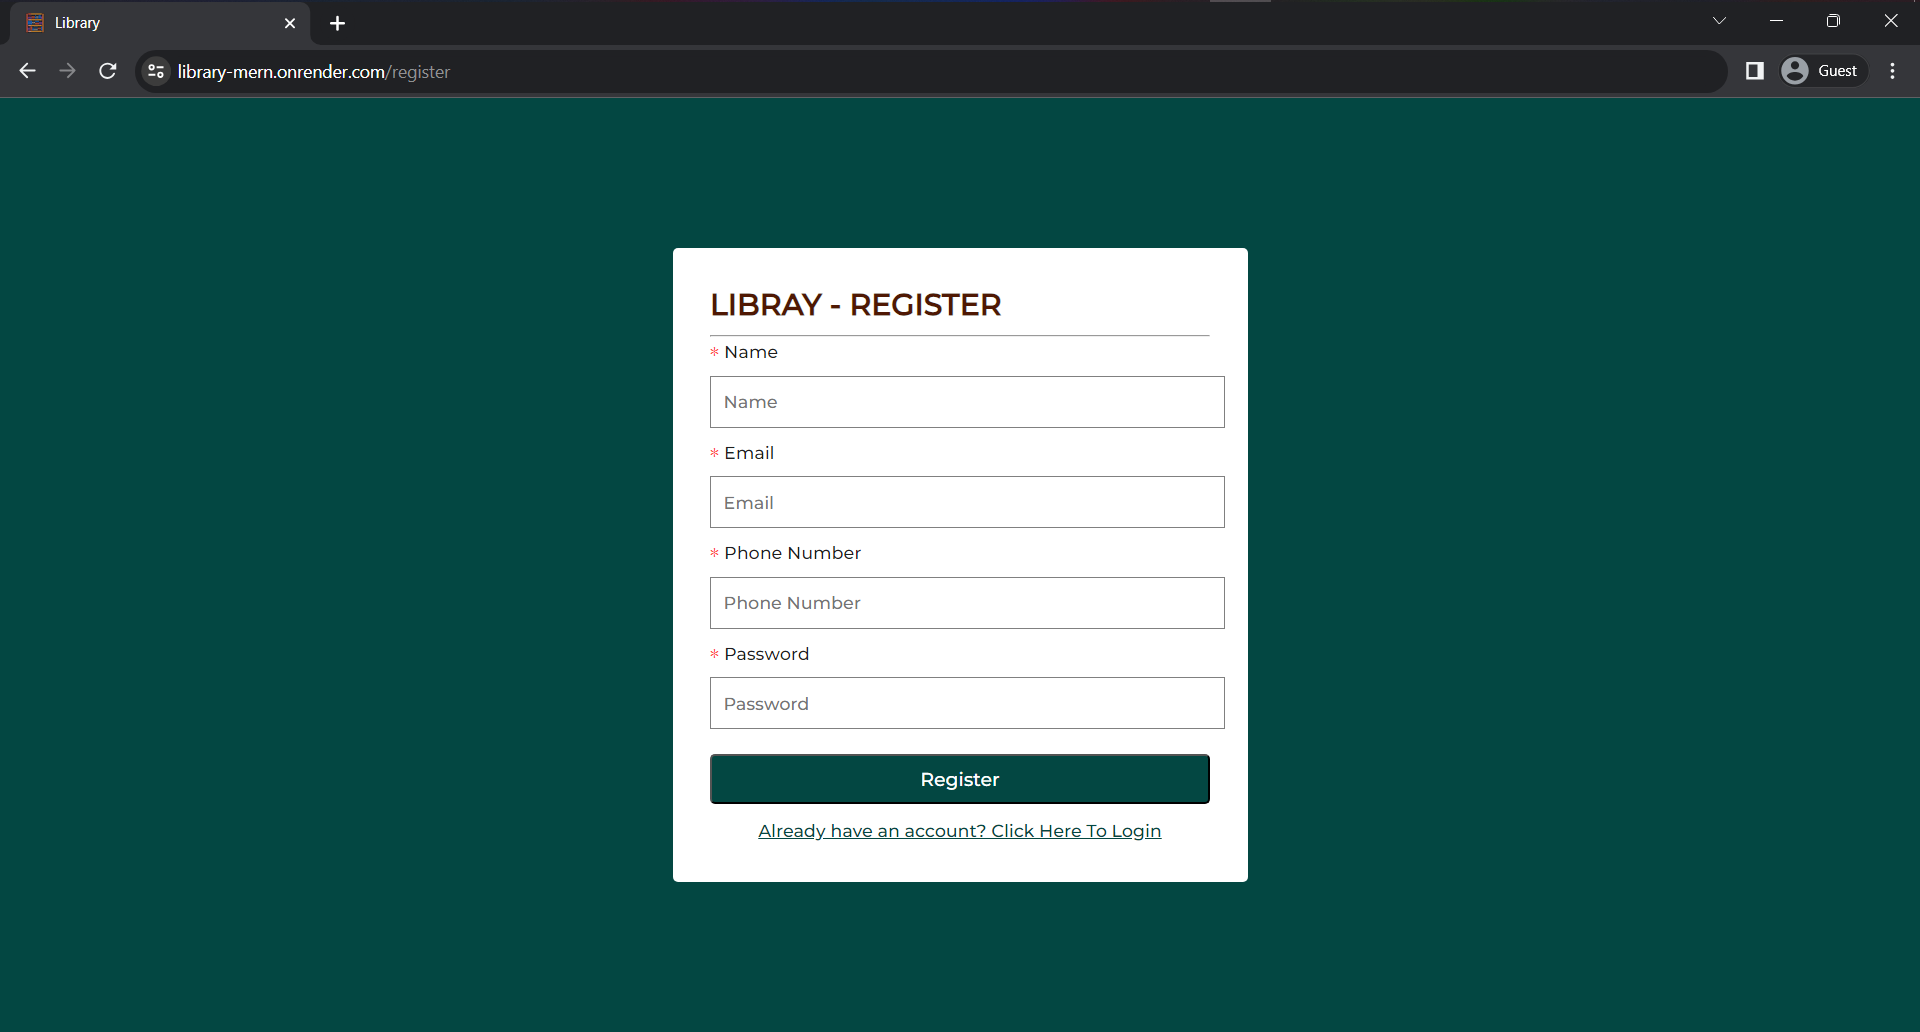 Library
library-mern.onrender.com/register
Guest
LIBRAY - REGISTER
* Name
Name
* Email
Email
* Phone Number
Phone Number
* Password
Password
Register
Already have an account? Click Here To Login